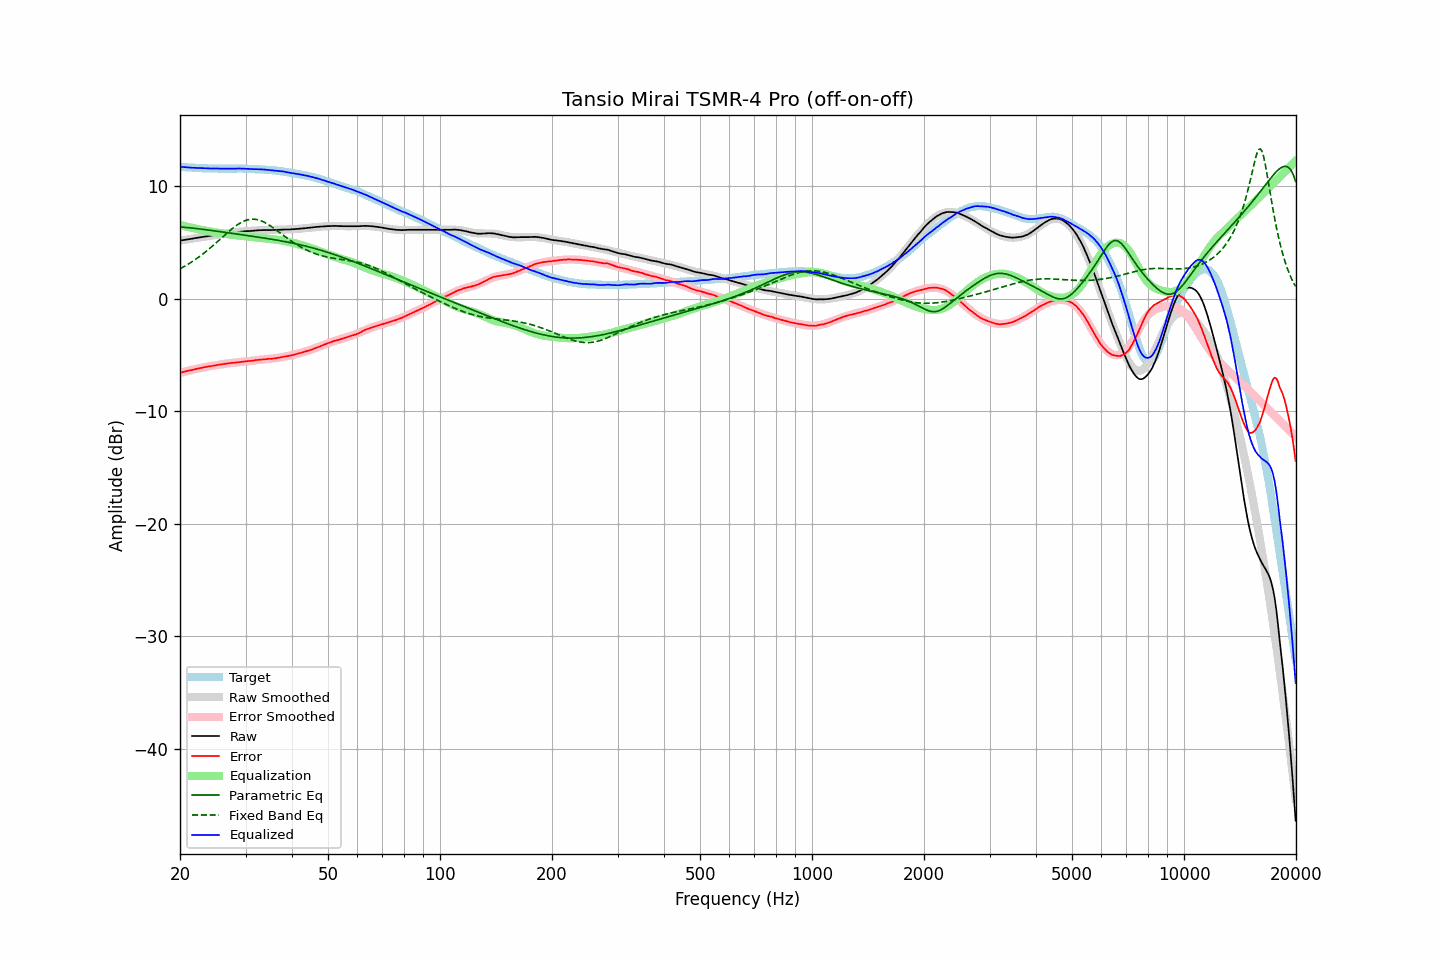 Tansio Mirai TSMR-4 Pro (off-on-off)
Amplitude (dBr)
10
0
−10
−20
−30
−40
Target
Raw Smoothed
Error Smoothed
Raw
Error
Equalization
Parametric Eq
Fixed Band Eq
Equalized
20 50 100 200 500 1000 2000 5000 10000 20000
Frequency (Hz)